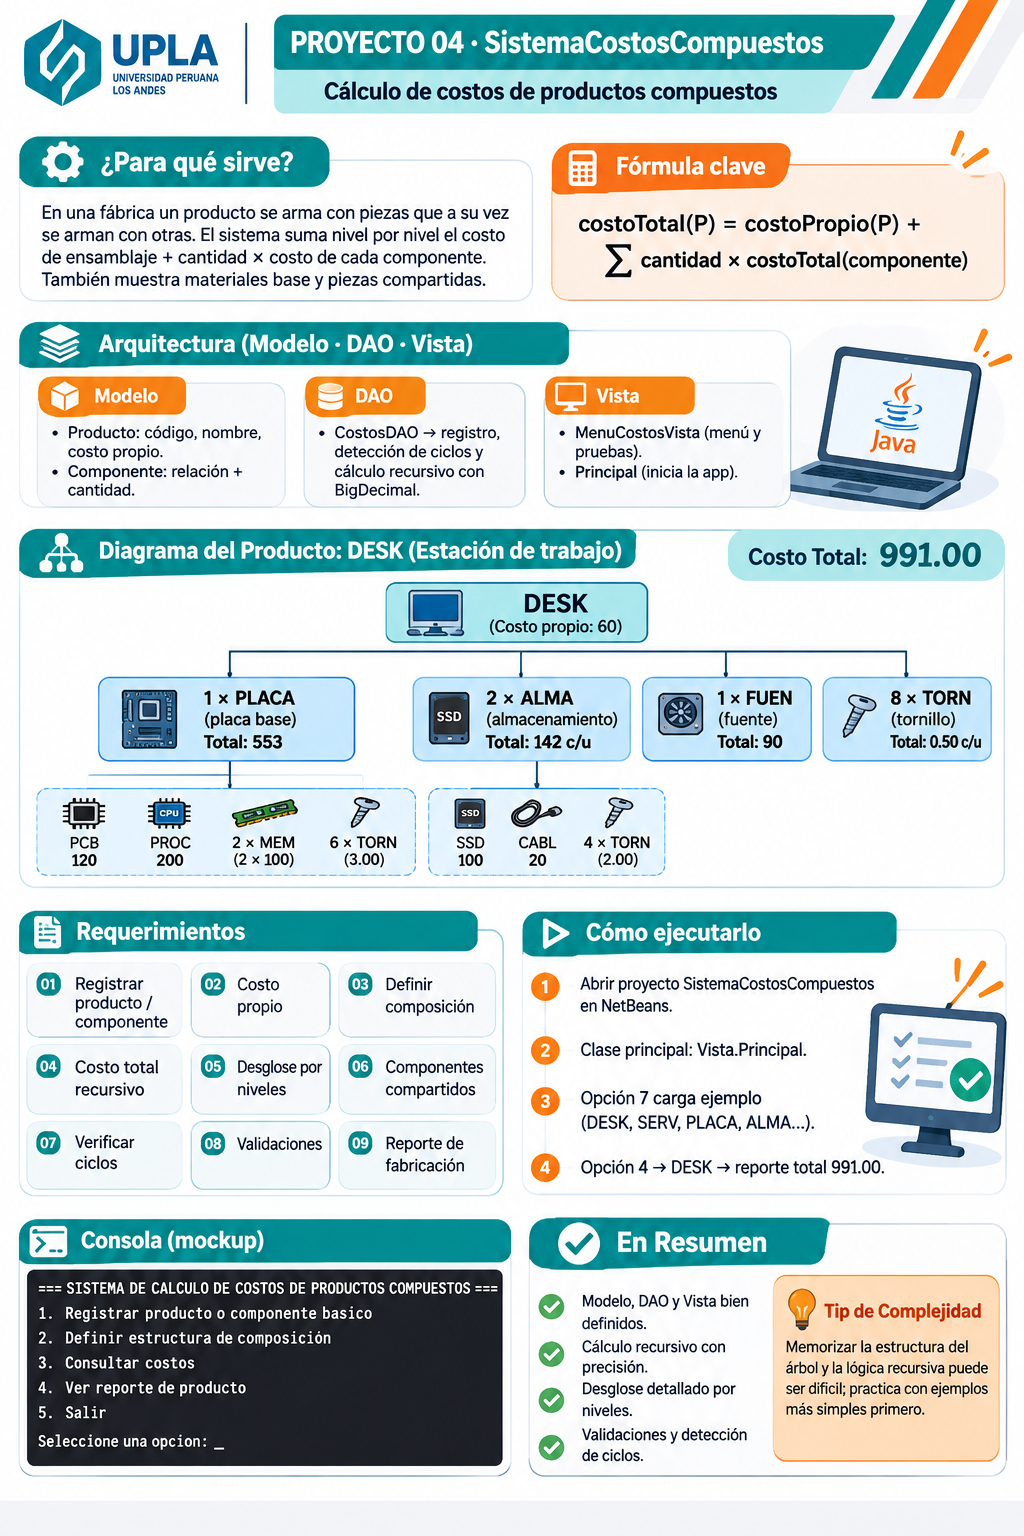 UPLA
UNIVERSIDAD PERUANA
LOS ANDES
PROYECTO 04 · SistemaCostosCompuestos
Cálculo de costos de productos compuestos
¿Para qué sirve?
En una fábrica un producto se arma con piezas que a su vez
se arman con otras. El sistema suma nivel por nivel el costo
de ensamblaje + cantidad × costo de cada componente.
También muestra materiales base y piezas compartidas.
Fórmula clave
costoTotal(P) = costoPropio(P) +
∑ cantidad × costoTotal(componente)
Arquitectura (Modelo · DAO · Vista)
Modelo
• Producto: código, nombre,
costo propio.
• Componente: relación +
cantidad.
DAO
• CostosDAO → registro,
detección de ciclos y
cálculo recursivo con
BigDecimal.
Vista
• MenuCostosVista (menú y
pruebas).
• Principal (inicia la app).
Java
Diagrama del Producto: DESK (Estación de trabajo)
Costo Total: 991.00
DESK
(Costo propio: 60)
1 × PLACA
(placa base)
Total: 553
SSD
2 × ALMA
(almacenamiento)
Total: 142 c/u
1 × FUEN
(fuente)
Total: 90
8 × TORN
(tornillo)
Total: 0.50 c/u
PCB
120
CPU
PROC
200
2 × MEM
(2 × 100)
6 × TORN
(3.00)
SSD
SSD
100
CABL
20
4 × TORN
(2.00)
Requerimientos
01 Registrar
producto /
componente
02 Costo
propio
03 Definir
composición
04 Costo total
recursivo
05 Desglose por
niveles
06 Componentes
compartidos
07 Verificar
ciclos
08 Validaciones
09 Reporte de
fabricación
Cómo ejecutarlo
1 Abrir proyecto SistemaCostosCompuestos
en NetBeans.
2 Clase principal: Vista.Principal.
3 Opción 7 carga ejemplo
(DESK, SERV, PLACA, ALMA...).
4 Opción 4 → DESK → reporte total 991.00.
Consola (mockup)
=== SISTEMA DE CALCULO DE COSTOS DE PRODUCTOS COMPUESTOS ===
1. Registrar producto o componente basico
2. Definir estructura de composición
3. Consultar costos
4. Ver reporte de producto
5. Salir
Seleccione una opcion: _
En Resumen
Modelo, DAO y Vista bien
definidos.
Cálculo recursivo con
precisión.
Desglose detallado por
niveles.
Validaciones y detección
de ciclos.
Tip de Complejidad
Memorizar la estructura del
árbol y la lógica recursiva puede
ser dificil; practica con ejemplos
más simples primero.